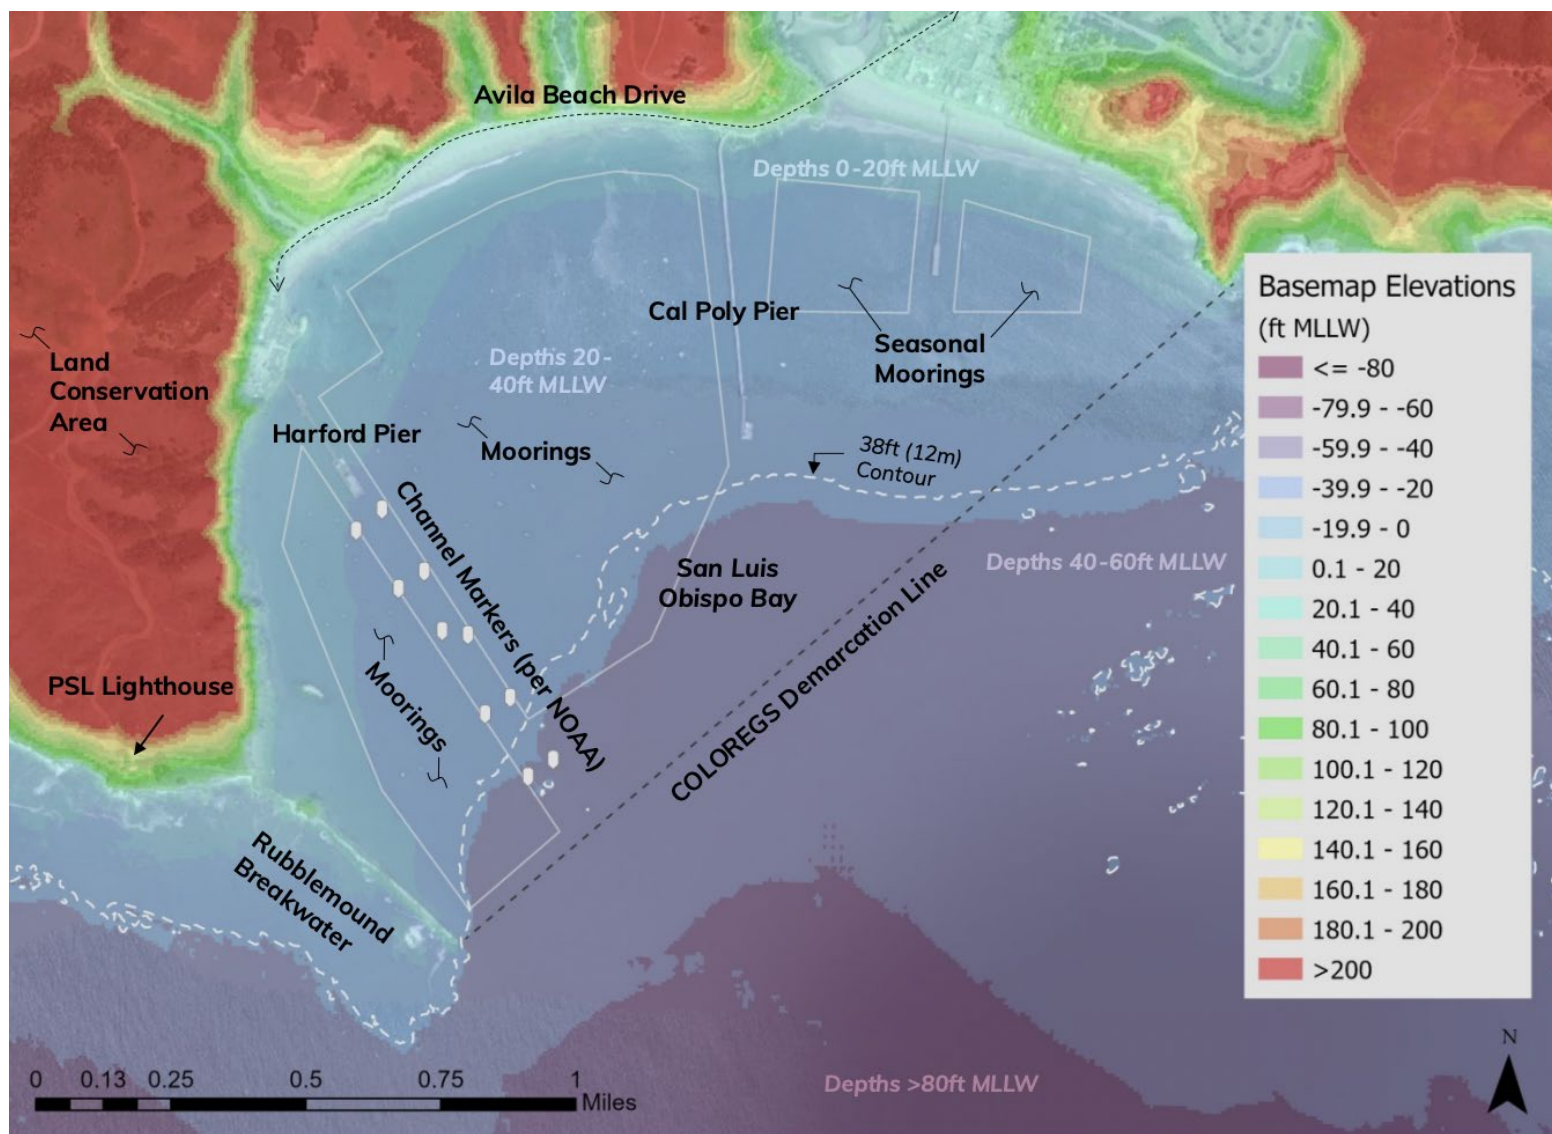 Avila Beach Drive
Depths 0-20ft MLLW
Basemap Elevations
(ft MLLW)
<= -80
-79.9 - -60
-59.9 - -40
-39.9 - -20
-19.9 - 0
0.1 - 20
20.1 - 40
40.1 - 60
60.1 - 80
80.1 - 100
100.1 - 120
120.1 - 140
140.1 - 160
160.1 - 180
180.1 - 200
>200
Cal Poly Pier
Seasonal
Moorings
Land
Conservation
Area
Depths 20-
40ft MLLW
Harford Pier
Moorings
38ft (12m)
Contour
Channel Markers (per NOAA)
San Luis
Obispo Bay
Depths 40-60ft MLLW
COLOREGS Demarcation Line
PSL Lighthouse
Moorings
Rubblemound
Breakwater
Depths >80ft MLLW
N
0 0.13 0.25 0.5 0.75 1
Miles